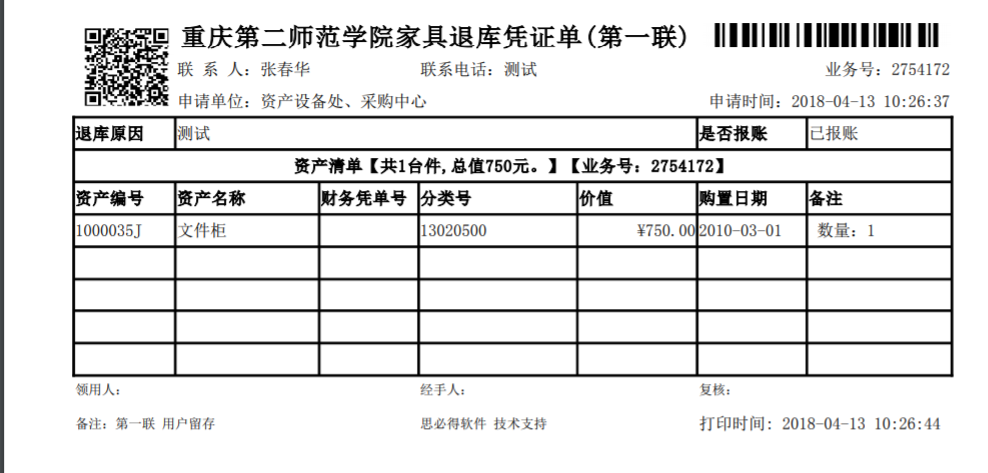 重庆第二师范学院家具退库凭证单(第一联)
联 系 人: 张春华 联系电话: 测试 业务号: 2754172
申请单位: 资产设备处、采购中心 申请时间: 2018-04-13 10:26:37
退库原因 测试 是否报账 已报账
资产清单【共1台件,总值750元。】【业务号: 2754172】
资产编号 资产名称 财务凭单号 分类号 价值 购置日期 备注
1000035J 文件柜 13020500 ¥750.00 2010-03-01 数量: 1
领用人: 经手人: 复核:
备注: 第一联 用户留存 思必得软件 技术支持 打印时间: 2018-04-13 10:26:44